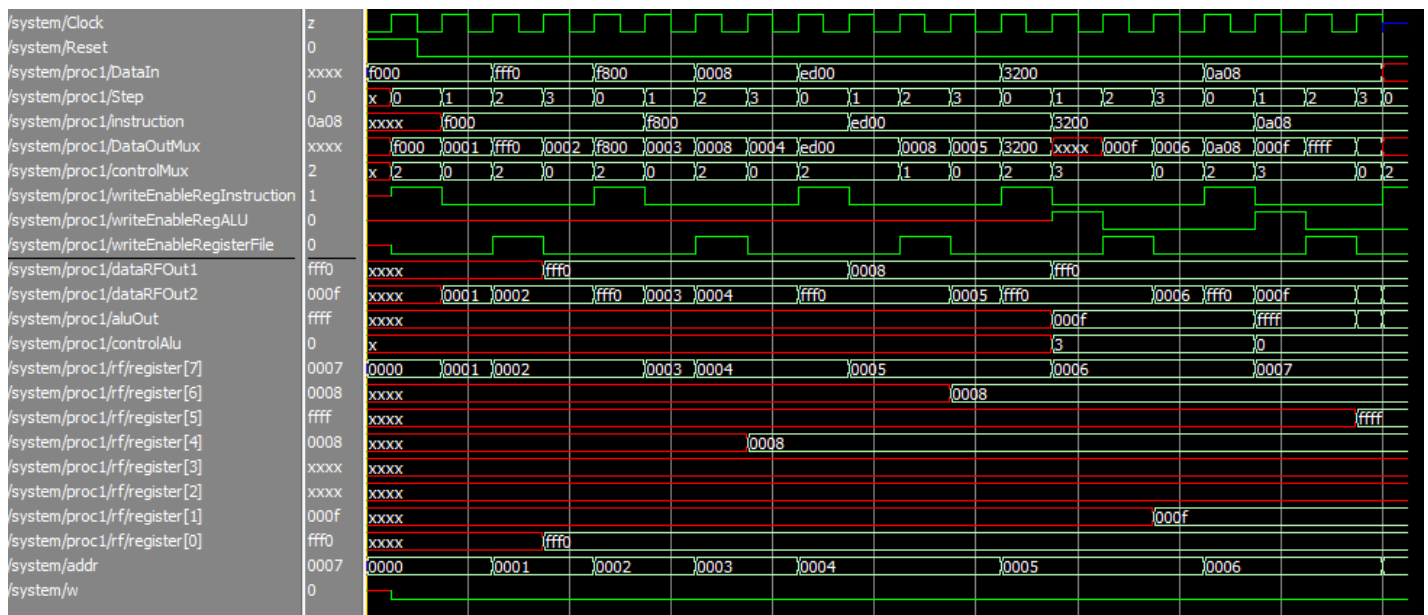 /system/Clock z
/system/Reset 0
/system/proc1/DataIn xxxx f000 fff0 f800 0008 ed00 3200 0a08
/system/proc1/Step 0 x 0 1 2 3 0 1 2 3 0 1 2 3 0 1 2 3 0 1 2 3 0
/system/proc1/instruction 0a08 xxxx f000 f800 ed00 3200 0a08
/system/proc1/DataOutMux xxxx f000 0001 fff0 0002 f800 0003 0008 0004 ed00 0008 0005 3200 xxxx 000f 0006 0a08 000f ffff
/system/proc1/controlMux 2 x 2 0 2 0 2 0 2 0 2 1 0 2 3 0 2 3 0 2
/system/proc1/writeEnableRegInstruction 1
/system/proc1/writeEnableRegALU 0
/system/proc1/writeEnableRegisterFile 0
/system/proc1/dataRFOut1 fff0 xxxx fff0 0008 fff0
/system/proc1/dataRFOut2 000f xxxx 0001 0002 fff0 0003 0004 fff0 0005 fff0 0006 fff0 000f
/system/proc1/aluOut ffff xxxx 000f ffff
/system/proc1/controlAlu 0 x 3 0
/system/proc1/rf/register[7] 0007 0000 0001 0002 0003 0004 0005 0006 0007
/system/proc1/rf/register[6] 0008 xxxx 0008
/system/proc1/rf/register[5] ffff xxxx ffff
/system/proc1/rf/register[4] 0008 xxxx 0008
/system/proc1/rf/register[3] xxxx xxxx
/system/proc1/rf/register[2] xxxx xxxx
/system/proc1/rf/register[1] 000f xxxx 000f
/system/proc1/rf/register[0] fff0 xxxx fff0
/system/addr 0007 0000 0001 0002 0003 0004 0005 0006
/system/w 0